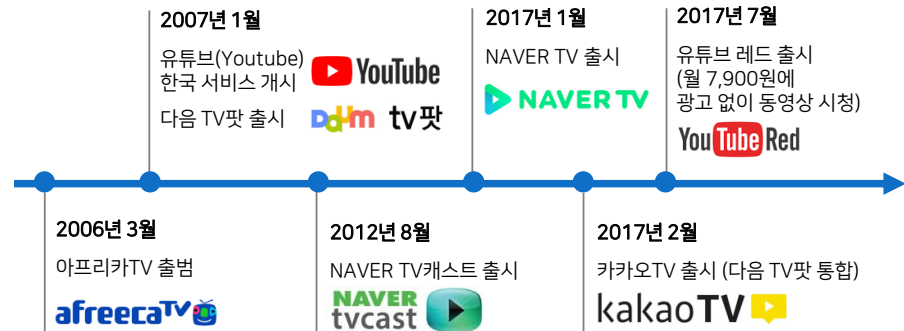 2007년 1월
유튜브(Youtube)
한국 서비스 개시
YouTube
다음 TV팟 출시
Daum tv팟
2017년 1월
NAVER TV 출시
NAVER TV
2017년 7월
유튜브 레드 출시
(월 7,900원에
광고 없이 동영상 시청)
YouTube Red
2006년 3월
아프리카TV 출범
afreecaTV
2012년 8월
NAVER TV캐스트 출시
NAVER
tvcast
2017년 2월
카카오TV 출시 (다음 TV팟 통합)
kakaoTV